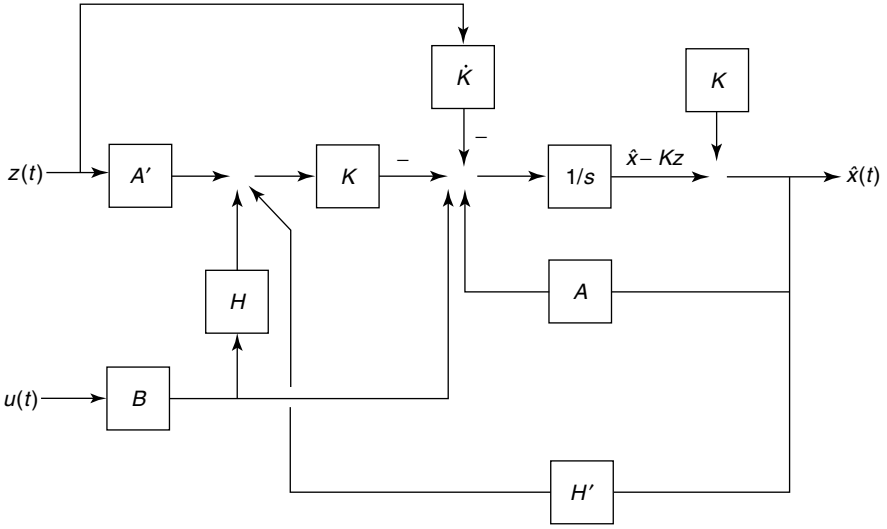 K̇
K
z(t)
A′
K
−
−
1/s
x̂ − Kz
x̂(t)
H
A
u(t)
B
H′